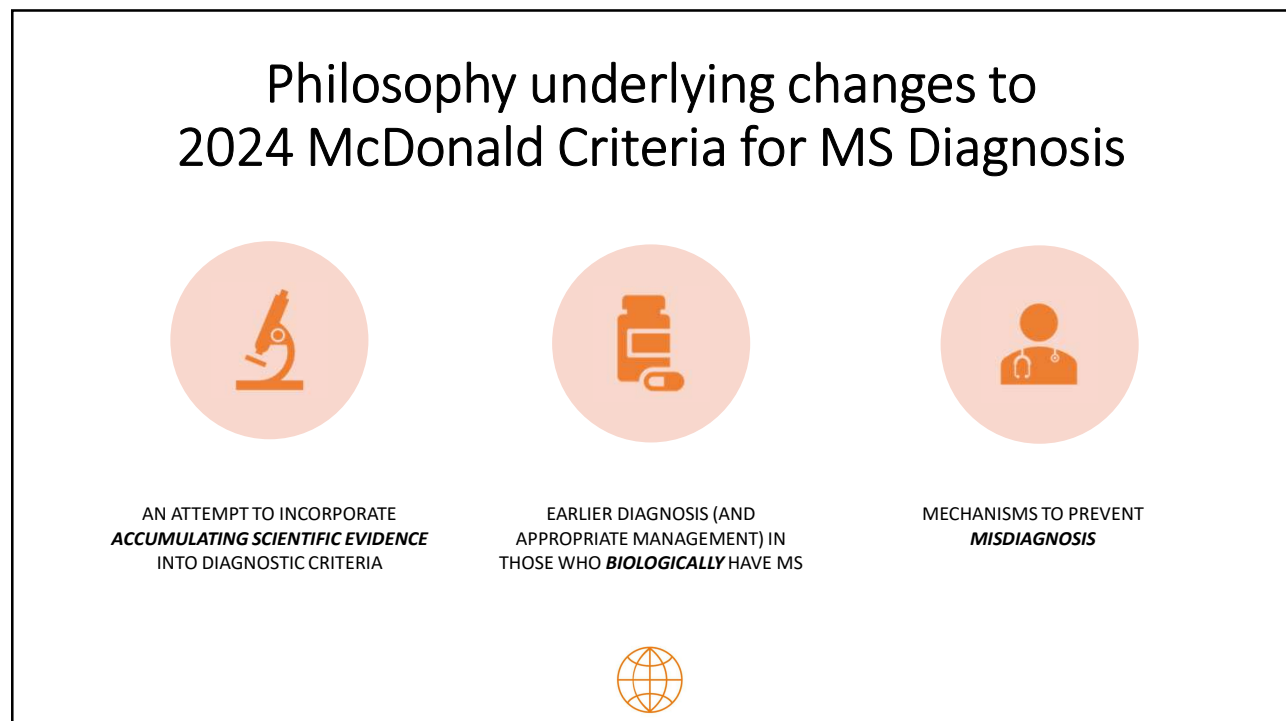 Philosophy underlying changes to
2024 McDonald Criteria for MS Diagnosis
AN ATTEMPT TO INCORPORATE
ACCUMULATING SCIENTIFIC EVIDENCE
INTO DIAGNOSTIC CRITERIA
EARLIER DIAGNOSIS (AND
APPROPRIATE MANAGEMENT) IN
THOSE WHO BIOLOGICALLY HAVE MS
MECHANISMS TO PREVENT
MISDIAGNOSIS